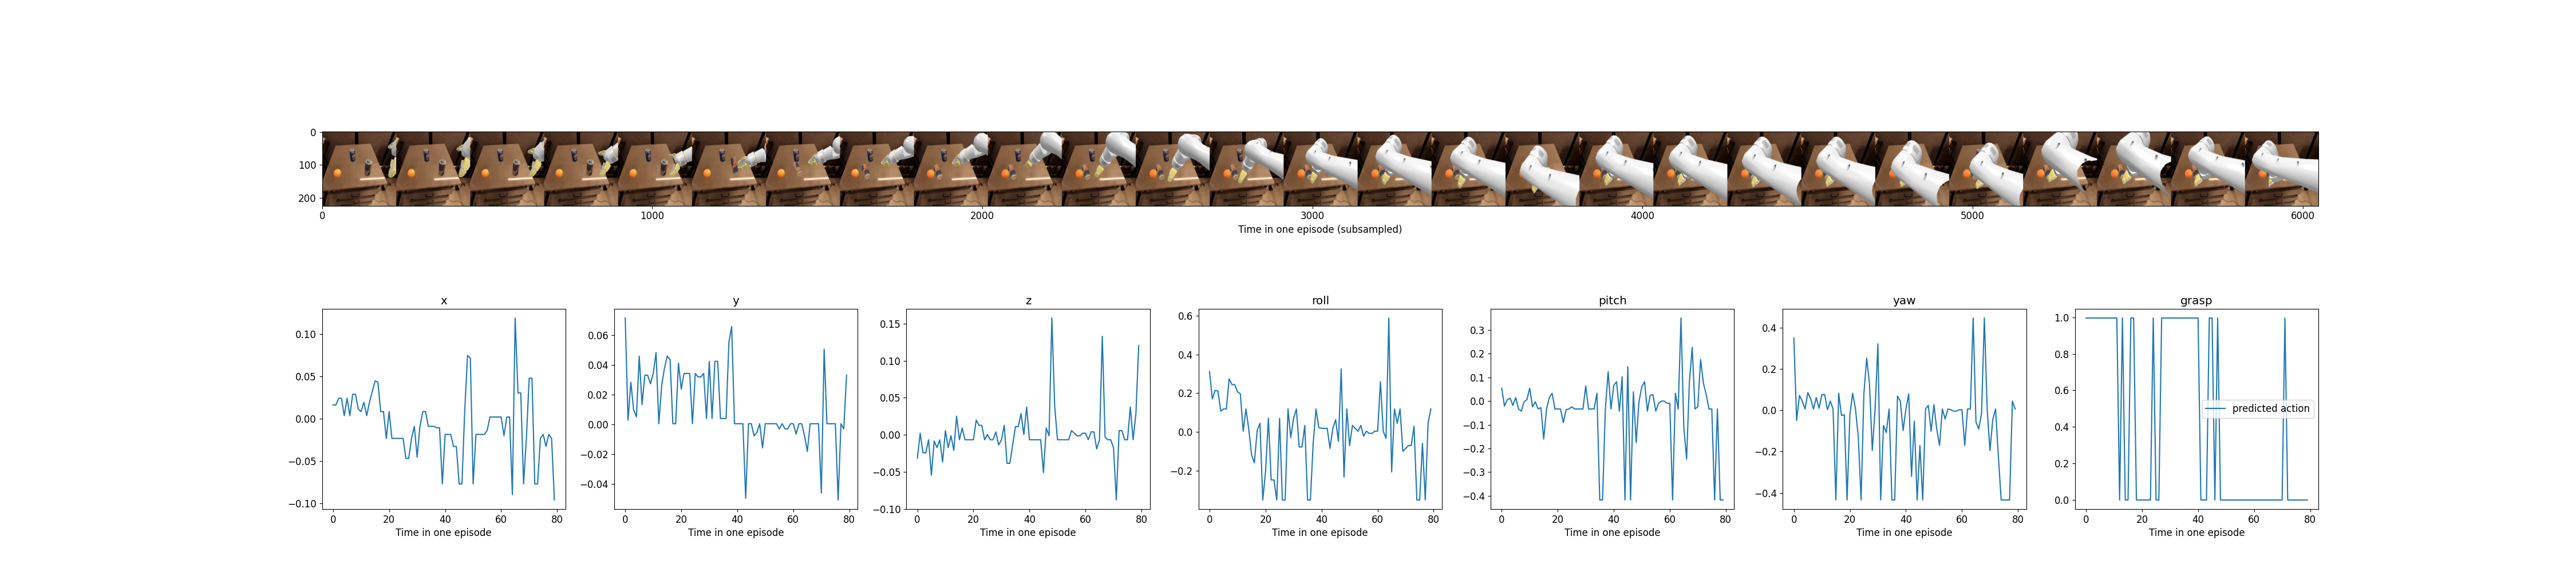 0
100
200
0 1000 2000 3000 4000 5000 6000
Time in one episode (subsampled)
x
0.10
0.05
0.00
−0.05
−0.10
0 20 40 60 80
Time in one episode
y
0.06
0.04
0.02
0.00
−0.02
−0.04
0 20 40 60 80
Time in one episode
z
0.15
0.10
0.05
0.00
−0.05
−0.10
0 20 40 60 80
Time in one episode
roll
0.6
0.4
0.2
0.0
−0.2
0 20 40 60 80
Time in one episode
pitch
0.3
0.2
0.1
0.0
−0.1
−0.2
−0.3
−0.4
0 20 40 60 80
Time in one episode
yaw
0.4
0.2
0.0
−0.2
−0.4
0 20 40 60 80
Time in one episode
grasp
1.0
0.8
0.6
0.4
0.2
0.0
predicted action
0 20 40 60 80
Time in one episode